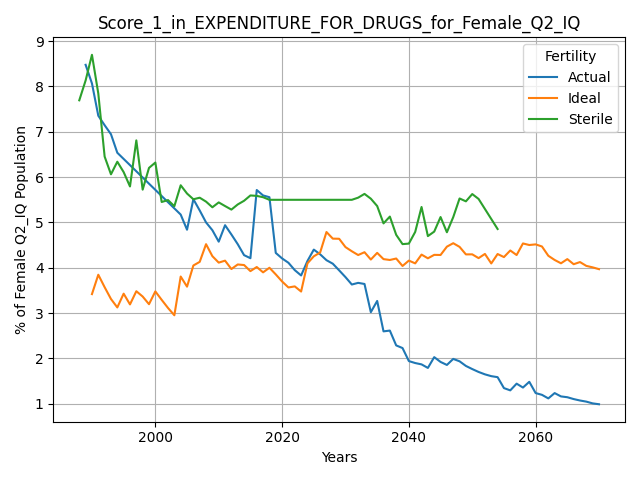 Score_1_in_EXPENDITURE_FOR_DRUGS_for_Female_Q2_IQ
% of Female Q2_IQ Population
9
8
7
6
5
4
3
2
1
Fertility
Actual
Ideal
Sterile
2000 2020 2040 2060
Years